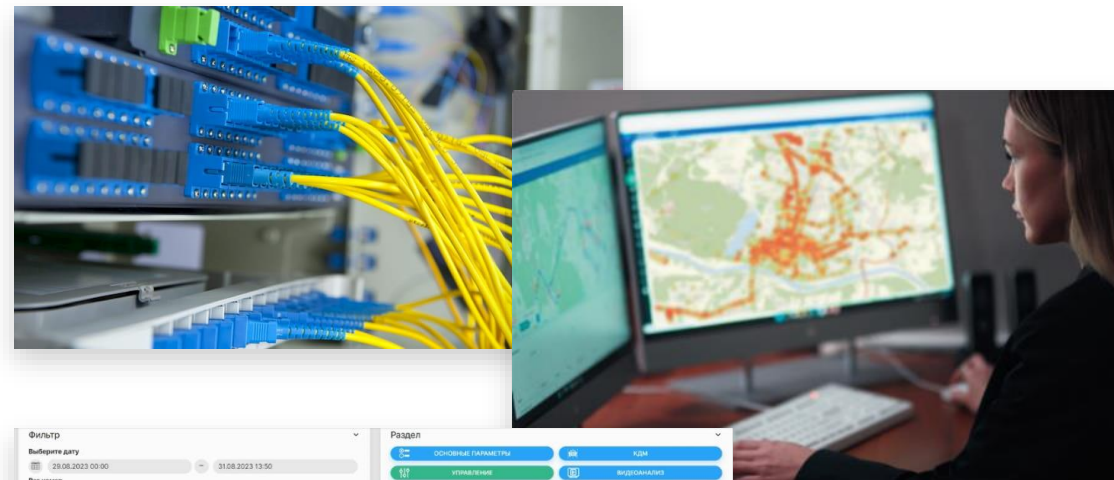 Фильтр
Выберите дату
29.08.2023 00:00 – 31.08.2023 13:50
Раздел
ОСНОВНЫЕ ПАРАМЕТРЫ
КДМ
УПРАВЛЕНИЕ
ВИДЕОАНАЛИЗ